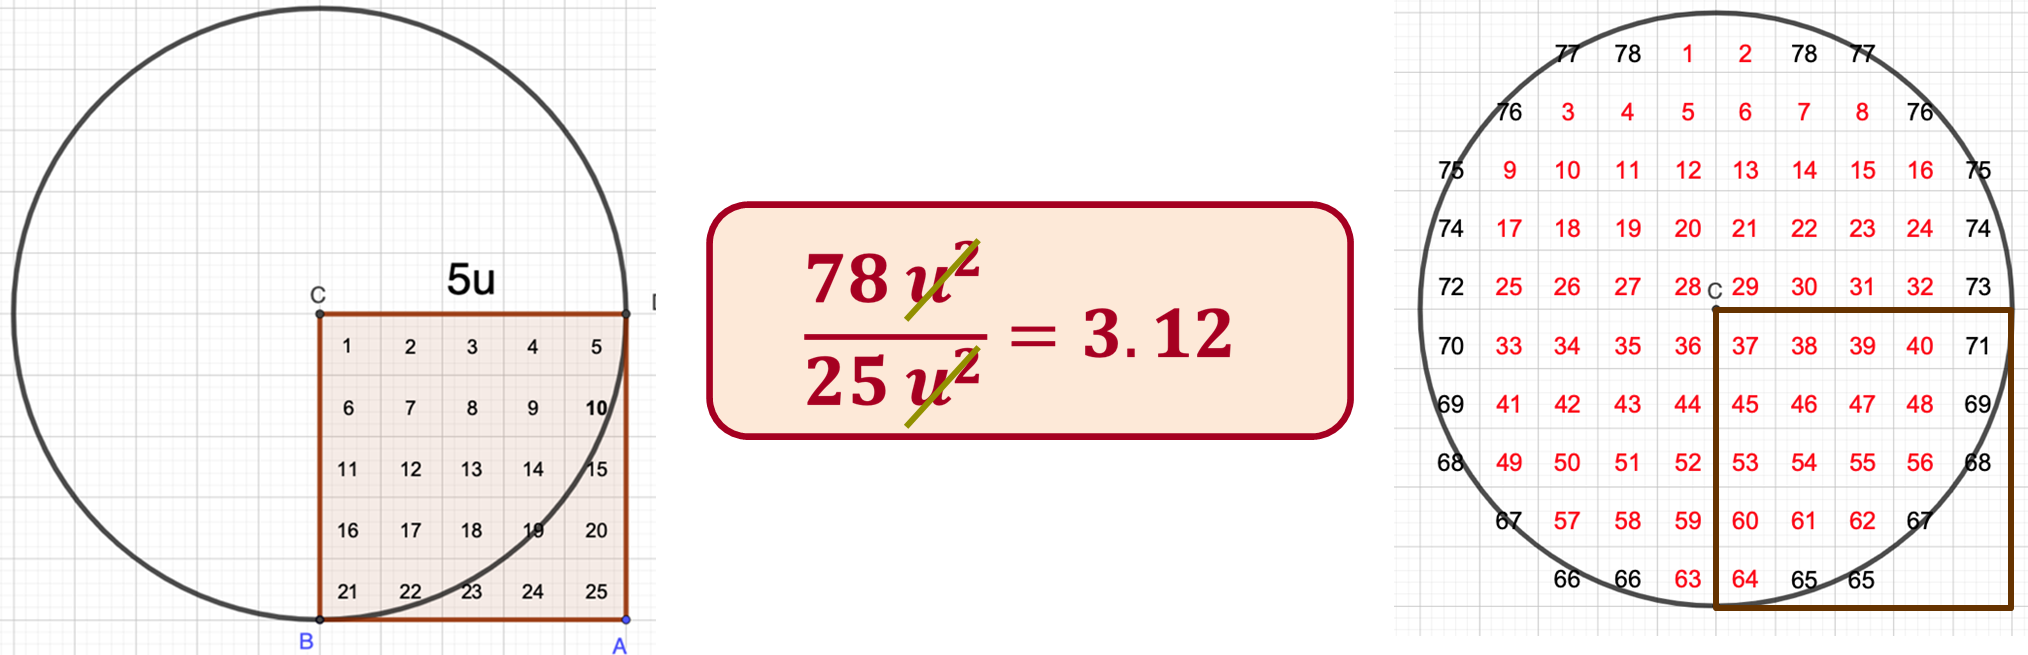 C
5u
D
1 2 3 4 5
6 7 8 9 10
11 12 13 14 15
16 17 18 19 20
21 22 23 24 25
B
A
78 u²
25 u²
= 3.12
77 78 1 2 78 77
76 3 4 5 6 7 8 76
75 9 10 11 12 13 14 15 16 75
74 17 18 19 20 21 22 23 24 74
72 25 26 27 28 C 29 30 31 32 73
70 33 34 35 36 37 38 39 40 71
69 41 42 43 44 45 46 47 48 69
68 49 50 51 52 53 54 55 56 68
67 57 58 59 60 61 62 67
66 66 63 64 65 65